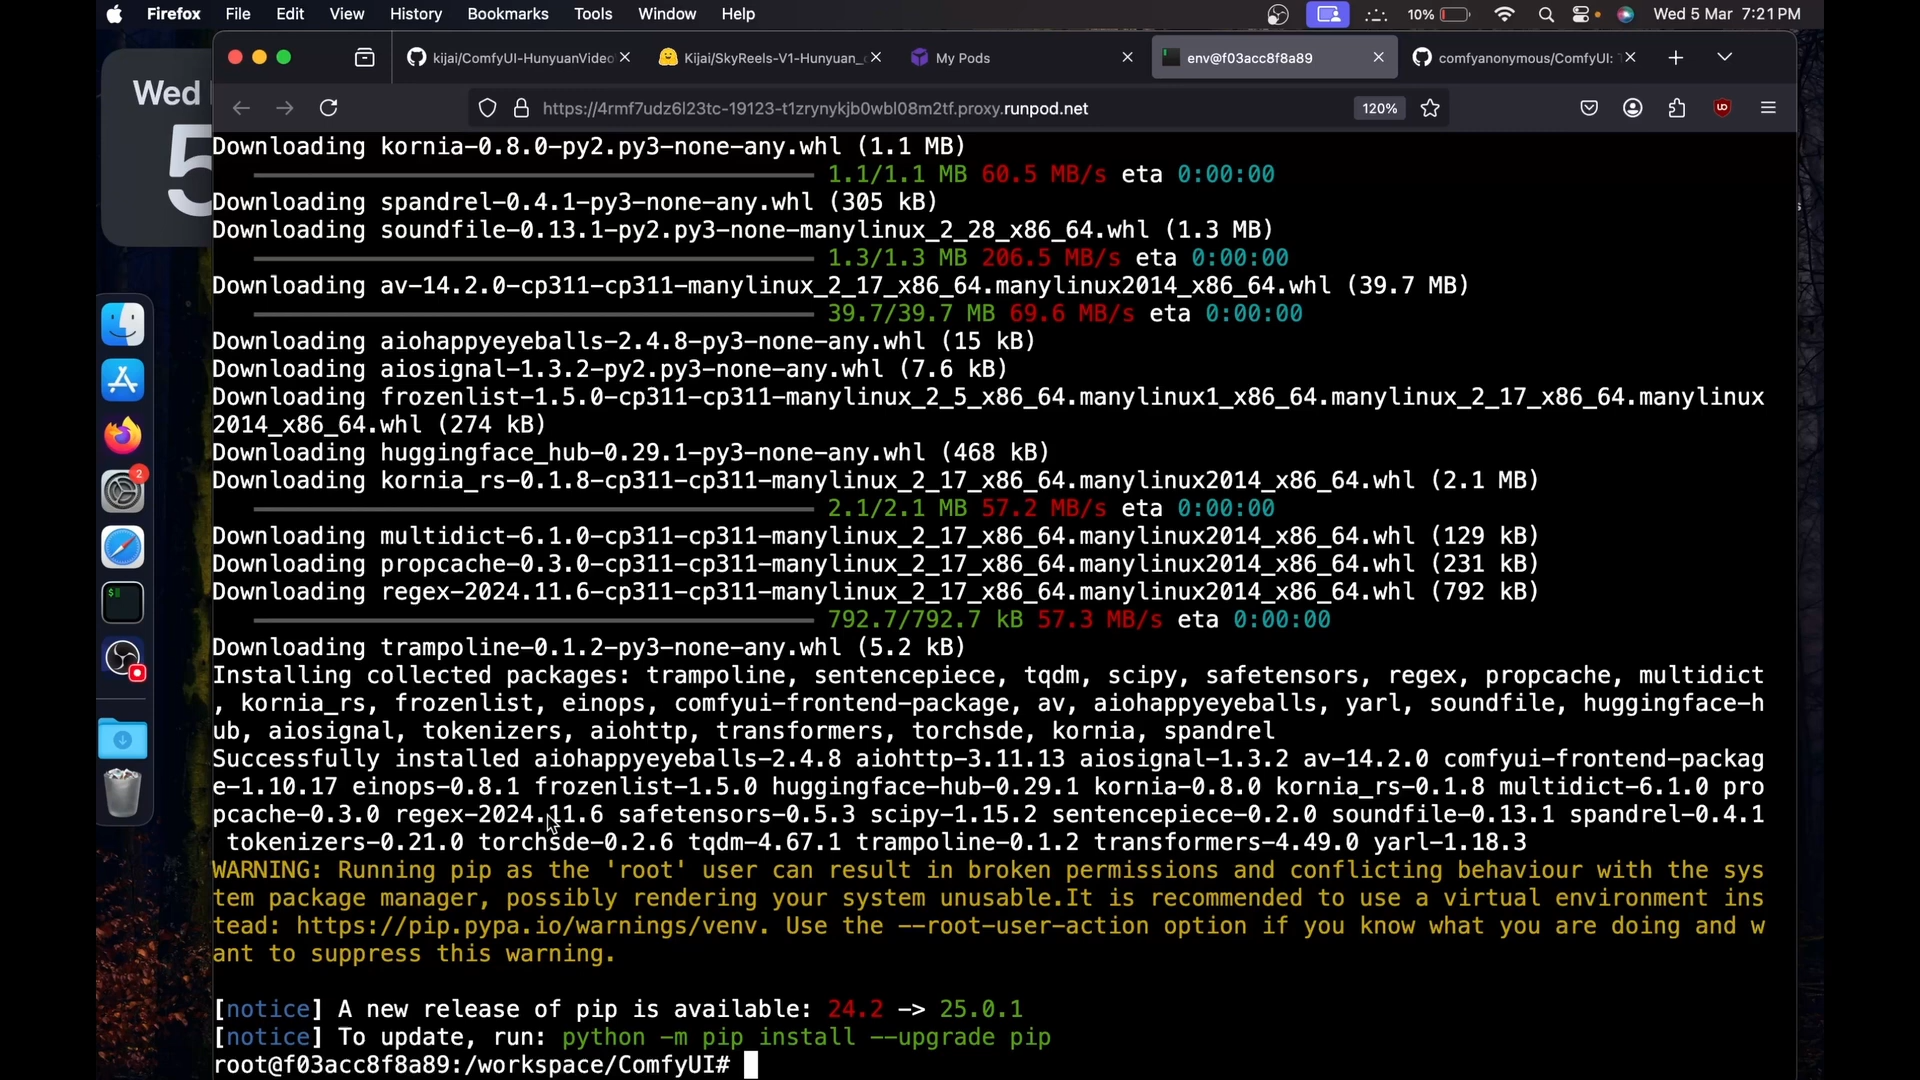 Firefox File Edit View History Bookmarks Tools Window Help 10% Wed 5 Mar 7:21 PM
kijai/ComfyUI-HunyuanVideo Kijai/SkyReels-V1-Hunyuan_ My Pods env@f03acc8f8a89 comfyanonymous/ComfyUI:
Wed
5
https://4rmf7udz6l23tc-19123-t1zrynykjb0wbl08m2tf.proxy.runpod.net 120%
Downloading kornia-0.8.0-py2.py3-none-any.whl (1.1 MB)
1.1/1.1 MB 60.5 MB/s eta 0:00:00
Downloading spandrel-0.4.1-py3-none-any.whl (305 kB)
Downloading soundfile-0.13.1-py2.py3-none-manylinux_2_28_x86_64.whl (1.3 MB)
1.3/1.3 MB 206.5 MB/s eta 0:00:00
Downloading av-14.2.0-cp311-cp311-manylinux_2_17_x86_64.manylinux2014_x86_64.whl (39.7 MB)
39.7/39.7 MB 69.6 MB/s eta 0:00:00
Downloading aiohappyeyeballs-2.4.8-py3-none-any.whl (15 kB)
Downloading aiosignal-1.3.2-py2.py3-none-any.whl (7.6 kB)
Downloading frozenlist-1.5.0-cp311-cp311-manylinux_2_5_x86_64.manylinux1_x86_64.manylinux_2_17_x86_64.manylinux
2014_x86_64.whl (274 kB)
Downloading huggingface_hub-0.29.1-py3-none-any.whl (468 kB)
Downloading kornia_rs-0.1.8-cp311-cp311-manylinux_2_17_x86_64.manylinux2014_x86_64.whl (2.1 MB)
2.1/2.1 MB 57.2 MB/s eta 0:00:00
Downloading multidict-6.1.0-cp311-cp311-manylinux_2_17_x86_64.manylinux2014_x86_64.whl (129 kB)
Downloading propcache-0.3.0-cp311-cp311-manylinux_2_17_x86_64.manylinux2014_x86_64.whl (231 kB)
Downloading regex-2024.11.6-cp311-cp311-manylinux_2_17_x86_64.manylinux2014_x86_64.whl (792 kB)
792.7/792.7 kB 57.3 MB/s eta 0:00:00
Downloading trampoline-0.1.2-py3-none-any.whl (5.2 kB)
Installing collected packages: trampoline, sentencepiece, tqdm, scipy, safetensors, regex, propcache, multidict
, kornia_rs, frozenlist, einops, comfyui-frontend-package, av, aiohappyeyeballs, yarl, soundfile, huggingface-h
ub, aiosignal, tokenizers, aiohttp, transformers, torchsde, kornia, spandrel
Successfully installed aiohappyeyeballs-2.4.8 aiohttp-3.11.13 aiosignal-1.3.2 av-14.2.0 comfyui-frontend-packag
e-1.10.17 einops-0.8.1 frozenlist-1.5.0 huggingface-hub-0.29.1 kornia-0.8.0 kornia_rs-0.1.8 multidict-6.1.0 pro
pcache-0.3.0 regex-2024.11.6 safetensors-0.5.3 scipy-1.15.2 sentencepiece-0.2.0 soundfile-0.13.1 spandrel-0.4.1
tokenizers-0.21.0 torchsde-0.2.6 tqdm-4.67.1 trampoline-0.1.2 transformers-4.49.0 yarl-1.18.3
WARNING: Running pip as the 'root' user can result in broken permissions and conflicting behaviour with the sys
tem package manager, possibly rendering your system unusable.It is recommended to use a virtual environment ins
tead: https://pip.pypa.io/warnings/venv. Use the --root-user-action option if you know what you are doing and w
ant to suppress this warning.
[notice] A new release of pip is available: 24.2 -> 25.0.1
[notice] To update, run: python -m pip install --upgrade pip
root@f03acc8f8a89:/workspace/ComfyUI#